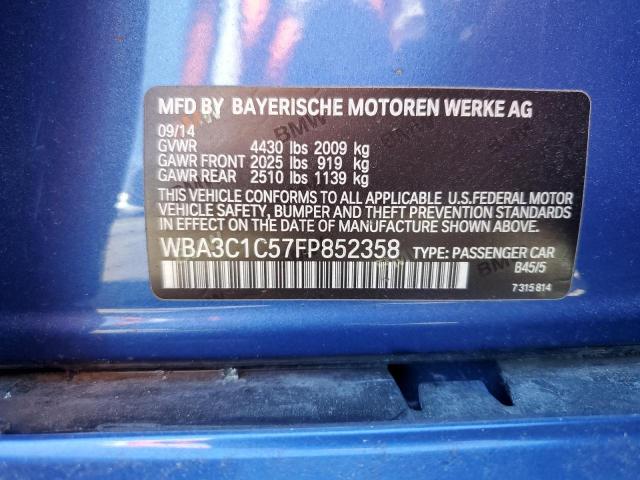 MFD BY BAYERISCHE MOTOREN WERKE AG
09/14
GVWR 4430 lbs 2009 kg
GAWR FRONT 2025 lbs 919 kg
GAWR REAR 2510 lbs 1139 kg
THIS VEHICLE CONFORMS TO ALL APPLICABLE U.S.FEDERAL MOTOR
VEHICLE SAFETY, BUMPER AND THEFT PREVENTION STANDARDS
IN EFFECT ON THE DATE OF MANUFACTURE SHOWN ABOVE.
WBA3C1C57FP852358 TYPE: PASSENGER CAR
B45/5
7 315 814